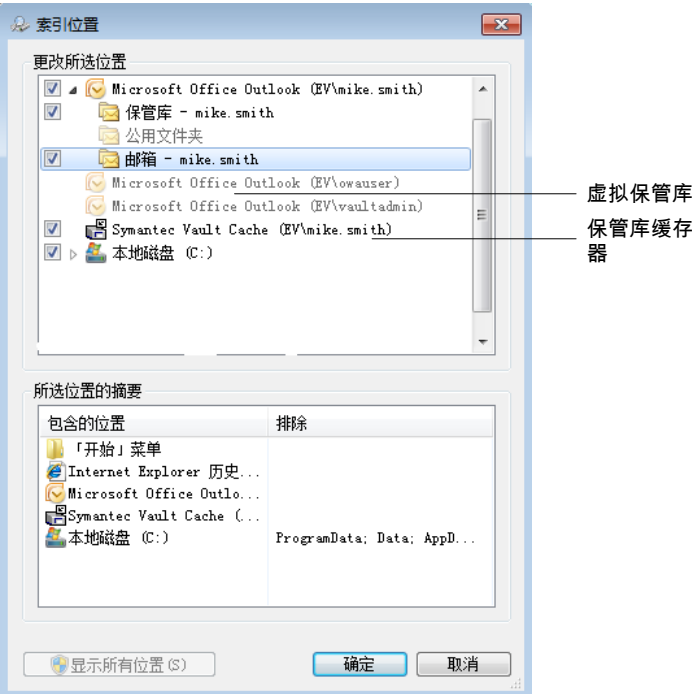 索引位置
更改所选位置
Microsoft Office Outlook (EV\mike.smith)
保管库 - mike.smith
公用文件夹
邮箱 - mike.smith
Microsoft Office Outlook (EV\owauser)
Microsoft Office Outlook (EV\vaultadmin)
Symantec Vault Cache (EV\mike.smith)
本地磁盘 (C:)
虚拟保管库
保管库缓存
器
所选位置的摘要
包含的位置 排除
「开始」菜单
Internet Explorer 历史...
Microsoft Office Outlo...
Symantec Vault Cache (...
本地磁盘 (C:) ProgramData; Data; AppD...
显示所有位置(S) 确定 取消